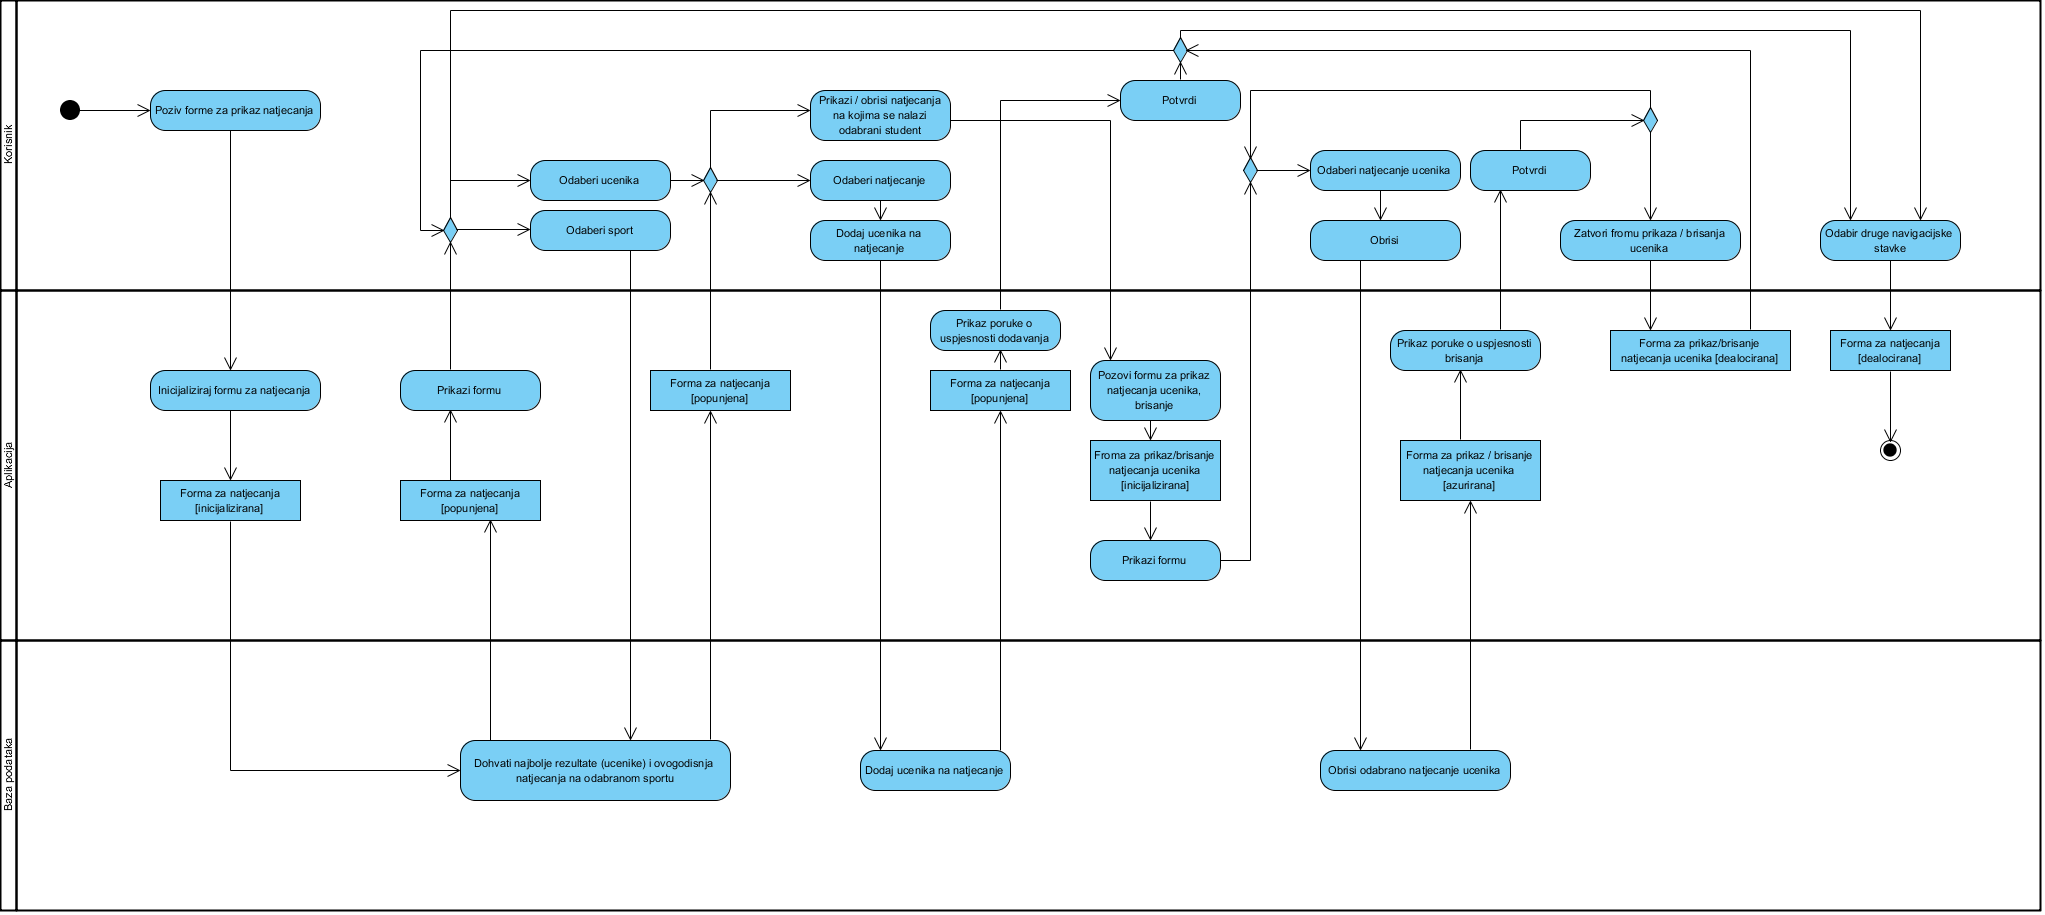 Korisnik
Poziv forme za prikaz natjecanja
Odaberi ucenika
Odaberi sport
Prikazi / obrisi natjecanja
na kojima se nalazi
odabrani student
Odaberi natjecanje
Dodaj ucenika na
natjecanje
Potvrdi
Odaberi natjecanje ucenika
Obrisi
Potvrdi
Zatvori fromu prikaza / brisanja
ucenika
Odabir druge navigacijske
stavke
Aplikacija
Inicijaliziraj formu za natjecanja
Forma za natjecanja
[inicijalizirana]
Prikazi formu
Forma za natjecanja
[popunjena]
Forma za natjecanja
[popunjena]
Prikaz poruke o
uspjesnosti dodavanja
Forma za natjecanja
[popunjena]
Pozovi formu za prikaz
natjecanja ucenika,
brisanje
Froma za prikaz/brisanje
natjecanja ucenika
[inicijalizirana]
Prikazi formu
Prikaz poruke o uspjesnosti
brisanja
Forma za prikaz / brisanje
natjecanja ucenika
[azurirana]
Forma za prikaz/brisanje
natjecanja ucenika [dealocirana]
Forma za natjecanja
[dealocirana]
Baza podataka
Dohvati najbolje rezultate (ucenike) i ovogodisnja
natjecanja na odabranom sportu
Dodaj ucenika na natjecanje
Obrisi odabrano natjecanje ucenika